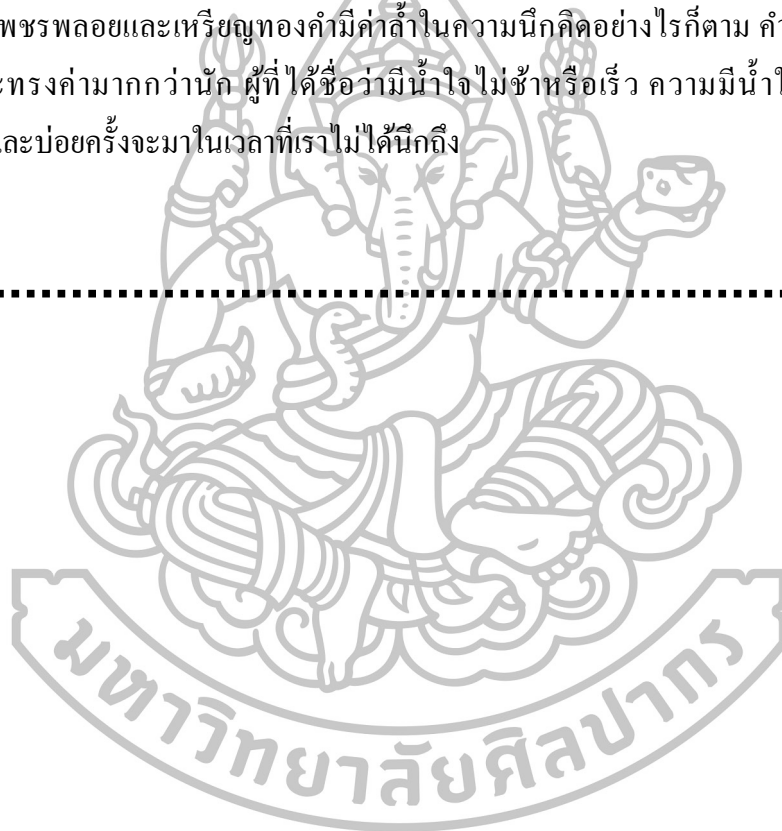 พชรพลอยและเหรียญทองคำมีค่าล้ำในความนึกคิดอย่างไรก็ตาม คำ
ะทรงค่ามากกว่านัก ผู้ที่ได้ชื่อว่ามีน้ำใจไม่ช้าหรือเร็ว ความมีน้ำใ
ละบ่อยครั้งจะมาในเวลาที่เราไม่ได้นึกถึง
มหาวิทยาลัยศิลปากร